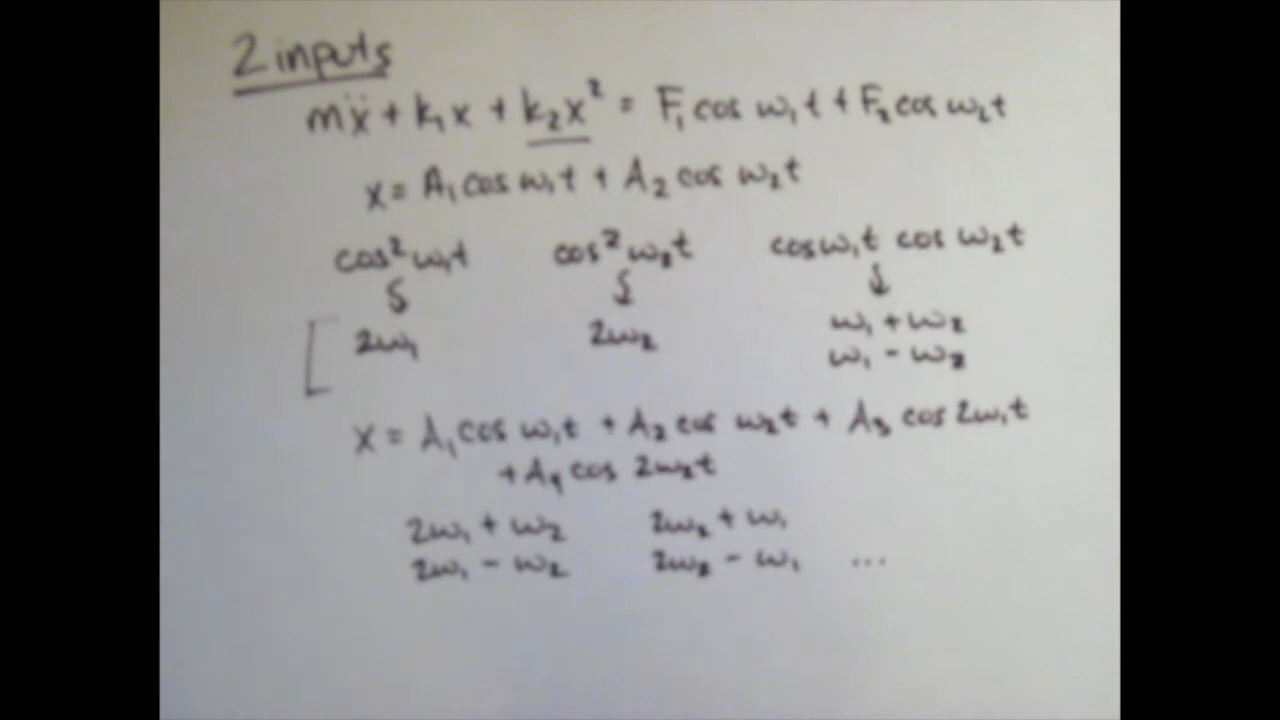 2 inputs
mẍ + k₁x + k₂x² = F₁ cos ω₁t + F₂ cos ω₂t
x = A₁ cos ω₁t + A₂ cos ω₂t
cos² ω₁t cos² ω₂t cos ω₁t cos ω₂t
↓ ↓ ↓
[ 2ω₁ 2ω₂ ω₁ + ω₂
ω₁ - ω₂
x = A₁ cos ω₁t + A₂ cos ω₂t + A₃ cos 2ω₁t
+ A₄ cos 2ω₂t
2ω₁ + ω₂ 2ω₂ + ω₁
2ω₁ - ω₂ 2ω₂ - ω₁ ...